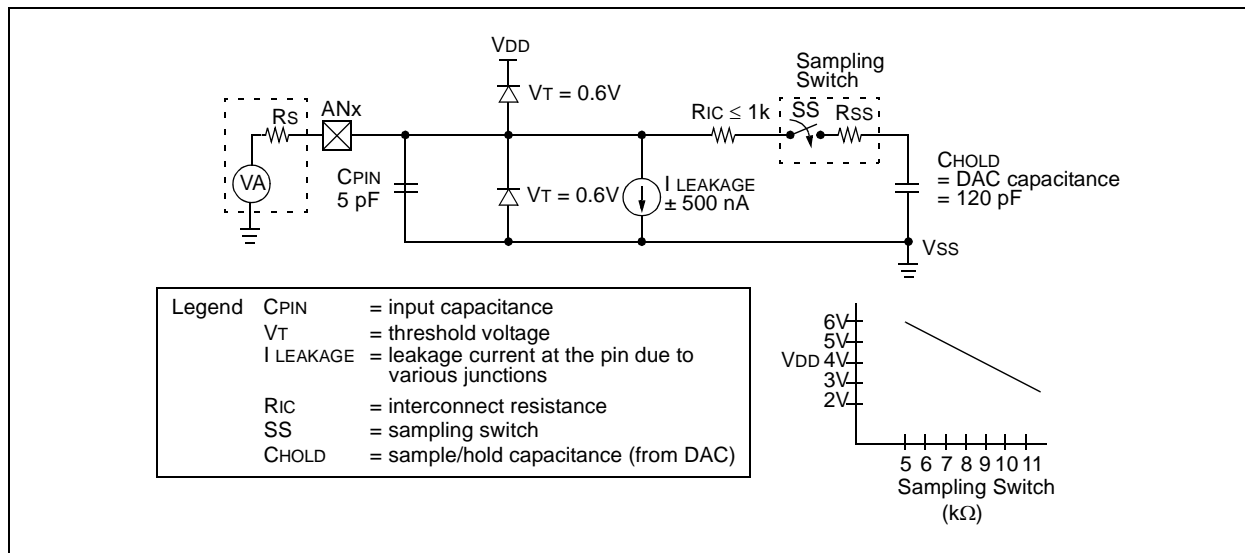 VDD
Sampling
Switch
VT = 0.6V
RS
ANx
RIC ≤ 1k
SS
RSS
VA
CPIN
5 pF
VT = 0.6V
I LEAKAGE
± 500 nA
CHOLD
= DAC capacitance
= 120 pF
VSS
Legend CPIN = input capacitance
VT = threshold voltage
I LEAKAGE = leakage current at the pin due to
various junctions
RIC = interconnect resistance
SS = sampling switch
CHOLD = sample/hold capacitance (from DAC)
6V
5V
VDD 4V
3V
2V
5 6 7 8 9 10 11
Sampling Switch
(kΩ)